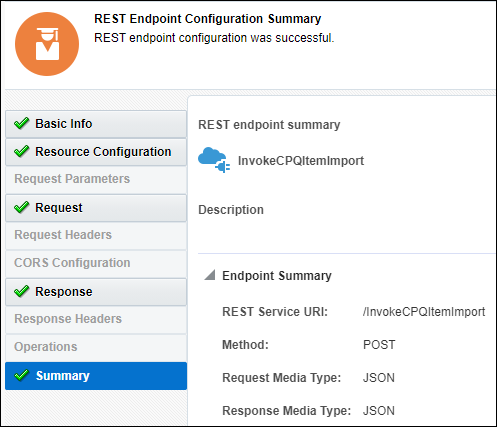 REST Endpoint Configuration Summary
REST endpoint configuration was successful.
Basic Info
Resource Configuration
Request Parameters
Request
Request Headers
CORS Configuration
Response
Response Headers
Operations
Summary
REST endpoint summary
InvokeCPQItemImport
Description
Endpoint Summary
REST Service URI: /InvokeCPQItemImport
Method: POST
Request Media Type: JSON
Response Media Type: JSON